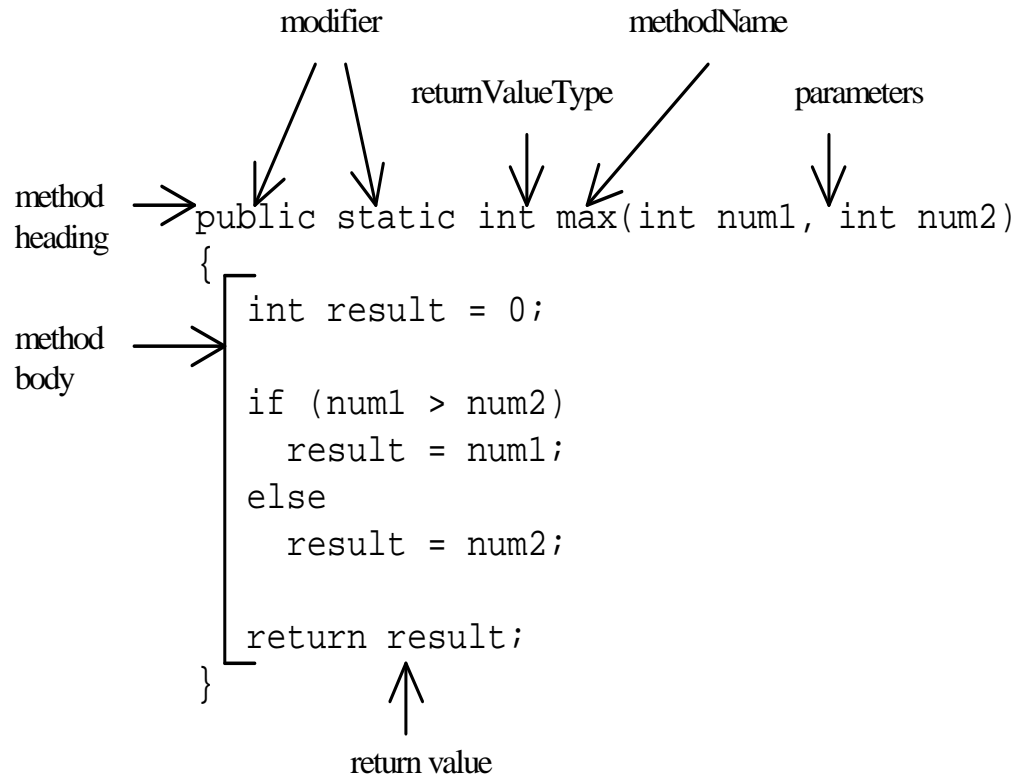 modifier methodName
returnValueType parameters
method heading
public static int max(int num1, int num2)
{
int result = 0;
method body
if (num1 > num2)
result = num1;
else
result = num2;
return result;
}
return value